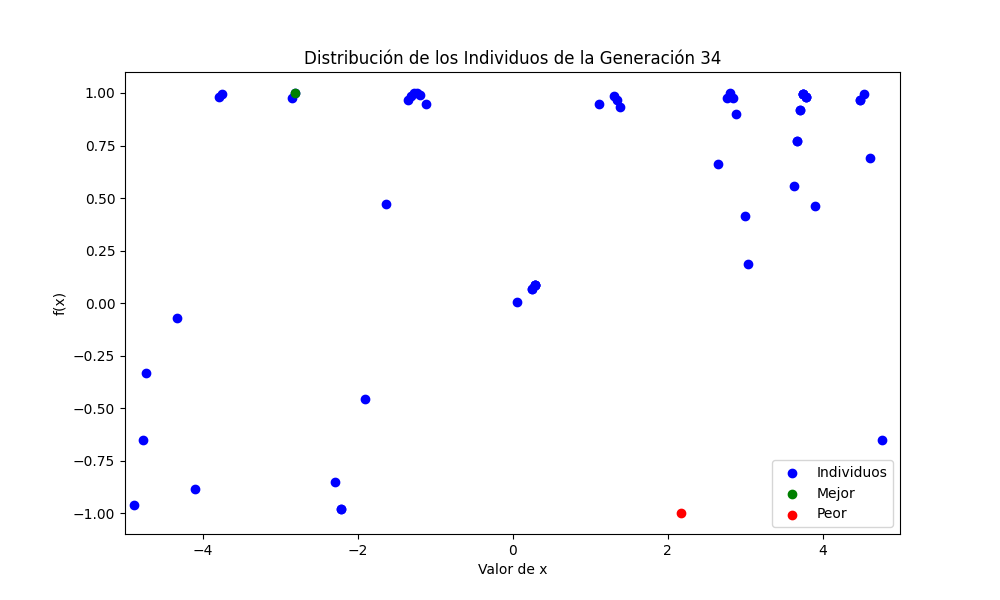 Distribución de los Individuos de la Generación 34
1.00
0.75
0.50
0.25
0.00
−0.25
−0.50
−0.75
−1.00
f(x)
−4
−2
0
2
4
Valor de x
Individuos
Mejor
Peor